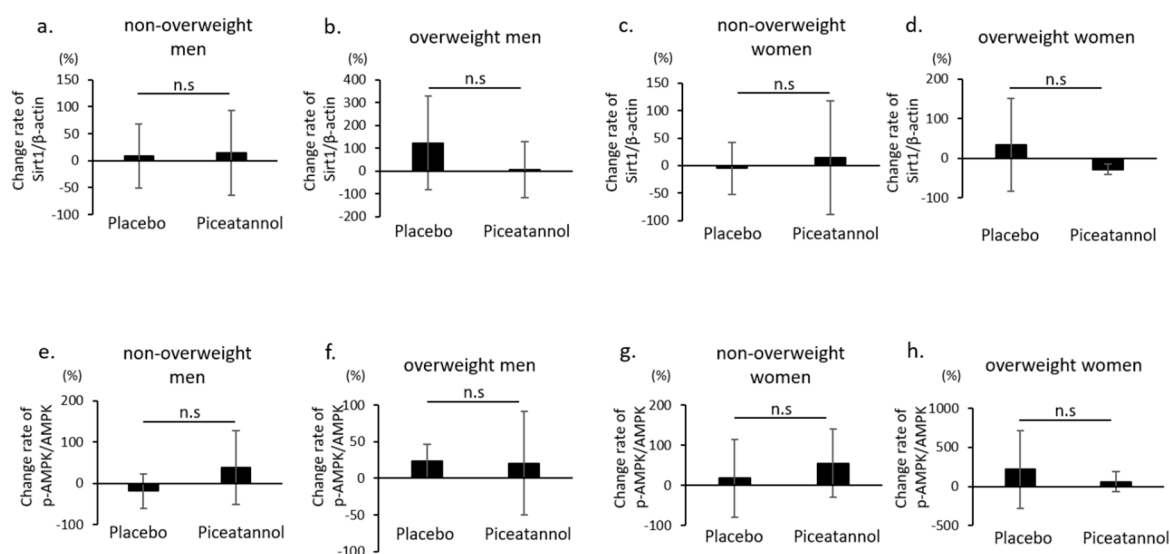 a.
non-overweight
men
(%)
Change rate of
Sirt1/β-actin
150
100
50
0
-50
-100
n.s
Placebo
Piceatannol
b.
overweight men
(%)
Change rate of
Sirt1/β-actin
400
300
200
100
0
-100
-200
n.s
Placebo
Piceatannol
c.
non-overweight
women
(%)
Change rate of
Sirt1/β-actin
150
100
50
0
-50
-100
n.s
Placebo
Piceatannol
d.
overweight women
(%)
Change rate of
Sirt1/β-actin
200
100
0
-100
n.s
Placebo
Piceatannol
e.
non-overweight
men
(%)
Change rate of
p-AMPK/AMPK
200
100
0
-100
n.s
Placebo
Piceatannol
f.
overweight men
(%)
Change rate of
p-AMPK/AMPK
100
50
0
-50
-100
n.s
Placebo
Piceatannol
g.
non-overweight
women
(%)
Change rate of
p-AMPK/AMPK
200
100
0
-100
n.s
Placebo
Piceatannol
h.
overweight women
(%)
Change rate of
p-AMPK/AMPK
1000
500
0
-500
n.s
Placebo
Piceatannol